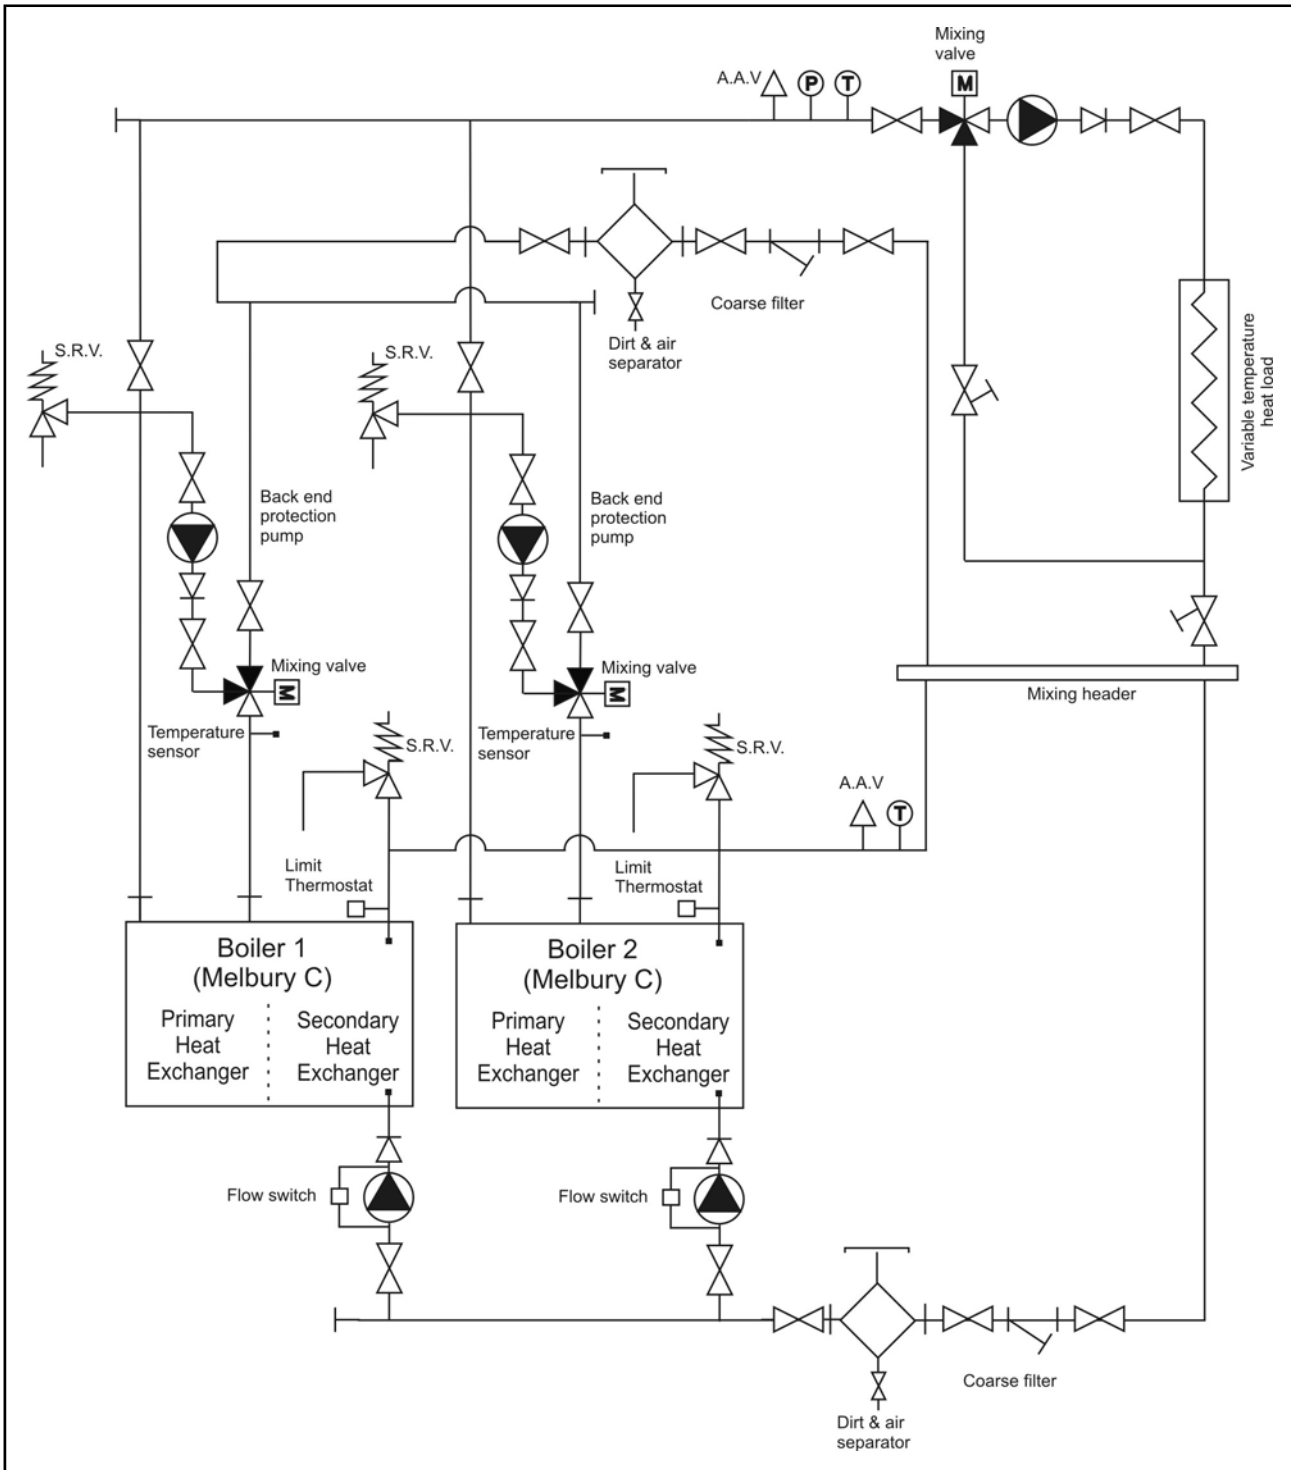 Mixing
valve
A.A.V
P
T
M
Coarse filter
Dirt & air
separator
S.R.V.
S.R.V.
Variable temperature
heat load
Back end
protection
pump
Back end
protection
pump
Mixing valve
M
Mixing valve
M
Mixing header
Temperature
sensor
Temperature
sensor
S.R.V.
S.R.V.
A.A.V
T
Limit
Thermostat
Limit
Thermostat
Boiler 1
(Melbury C)
Primary
Heat
Exchanger
Secondary
Heat
Exchanger
Boiler 2
(Melbury C)
Primary
Heat
Exchanger
Secondary
Heat
Exchanger
Flow switch
Flow switch
Coarse filter
Dirt & air
separator